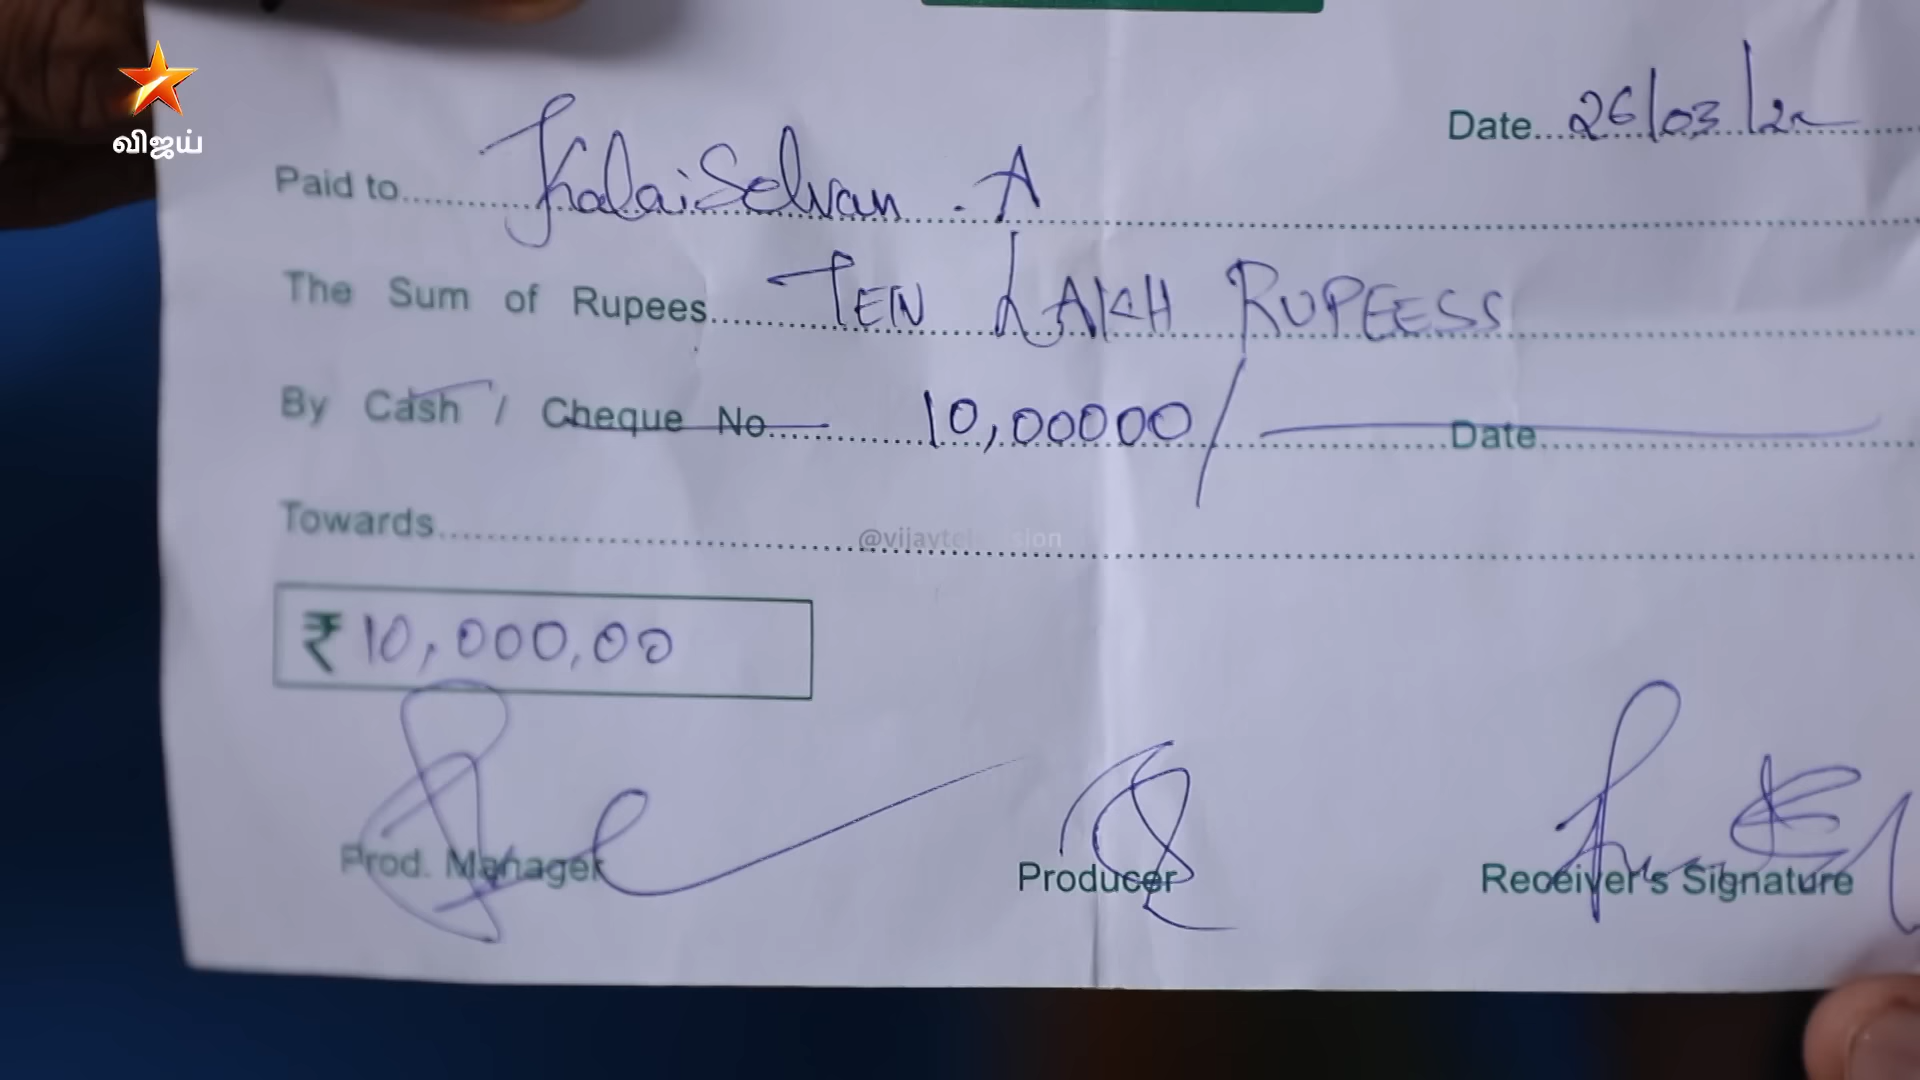 விஜய்
Date....26/03/22
Paid to....KalaiSelvan . A
The Sum of Rupees....TEN LAKH RUPEESS
By Cash / Cheque No....10,00000/ Date....
Towards....
@vijaytelevision
₹ 10,000,00
Prod. Manager Producer Receiver's Signature